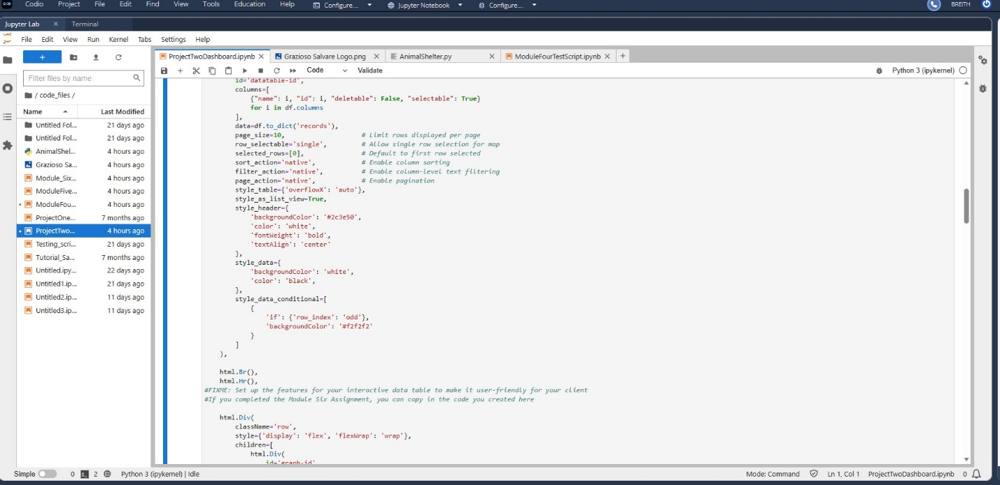 Codio Project File Edit Find View Tools Education Help Configure.... Jupyter Notebook Configure.... BREITH
Jupyter Lab × Terminal
File Edit View Run Kernel Tabs Settings Help
+
ProjectTwoDashboard.ipynb × Grazioso Salvare Logo.png × AnimalShelter.py × ModuleFourTestScript.ipynb × +
Code Validate Python 3 (ipykernel)
Filter files by name
/ code_files /
Name Last Modified
Untitled Fol... 21 days ago
Untitled Fol... 21 days ago
AnimalShel... 4 hours ago
Grazioso Sa... 4 hours ago
Module_Six... 4 hours ago
ModuleFive... 4 hours ago
ModuleFou... 4 hours ago
ProjectOne... 7 months ago
ProjectTwo... 4 hours ago
Testing_scri... 21 days ago
Tutorial_Sa... 7 months ago
Untitled.ipy... 22 days ago
Untitled1.ip... 21 days ago
Untitled2.ip... 11 days ago
Untitled3.ip... 11 days ago
id='datatable-id',
columns=[
{"name": i, "id": i, "deletable": False, "selectable": True}
for i in df.columns
],
data=df.to_dict('records'),
page_size=10, # Limit rows displayed per page
row_selectable='single', # Allow single row selection for map
selected_rows=[0], # Default to first row selected
sort_action='native', # Enable column sorting
filter_action='native', # Enable column-level text filtering
page_action='native', # Enable pagination
style_table={'overflowX': 'auto'},
style_as_list_view=True,
style_header={
'backgroundColor': '#2c3e50',
'color': 'white',
'fontWeight': 'bold',
'textAlign': 'center'
},
style_data={
'backgroundColor': 'white',
'color': 'black',
},
style_data_conditional=[
{
'if': {'row_index': 'odd'},
'backgroundColor': '#f2f2f2'
}
]
),
html.Br(),
html.Hr(),
#FIXME: Set up the features for your interactive data table to make it user-friendly for your client
#If you completed the Module Six Assignment, you can copy in the code you created here
html.Div(
className='row',
style={'display': 'flex', 'flexWrap': 'wrap'},
children=[
html.Div(
id='graph-id'
Simple 0 2 Python 3 (ipykernel) | Idle Mode: Command Ln 1, Col 1 ProjectTwoDashboard.ipynb 0